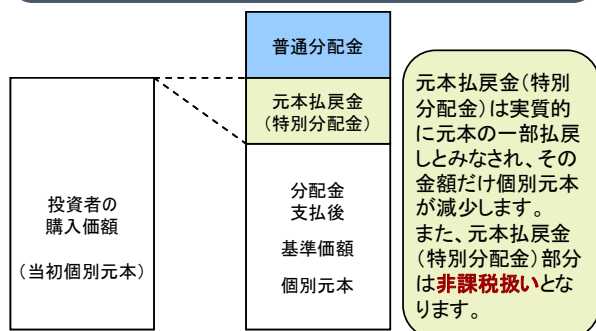 普通分配金
元本払戻金
（特別分配金）
投資者の
購入価額
（当初個別元本）
分配金
支払後
基準価額
個別元本
元本払戻金（特別
分配金）は実質的
に元本の一部払戻
しとみなされ、その
金額だけ個別元本
が減少します。
また、元本払戻金
（特別分配金）部分
は非課税扱いとな
ります。